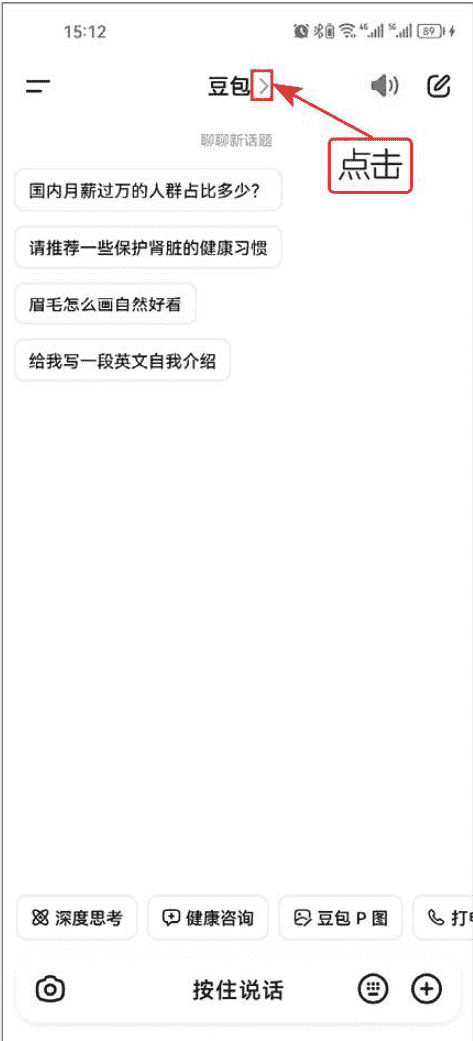 15:12 4G 5G 89
豆包 >
点击
聊聊新话题
国内月薪过万的人群占比多少？
请推荐一些保护肾脏的健康习惯
眉毛怎么画自然好看
给我写一段英文自我介绍
深度思考 健康咨询 豆包 P 图 打
按住说话